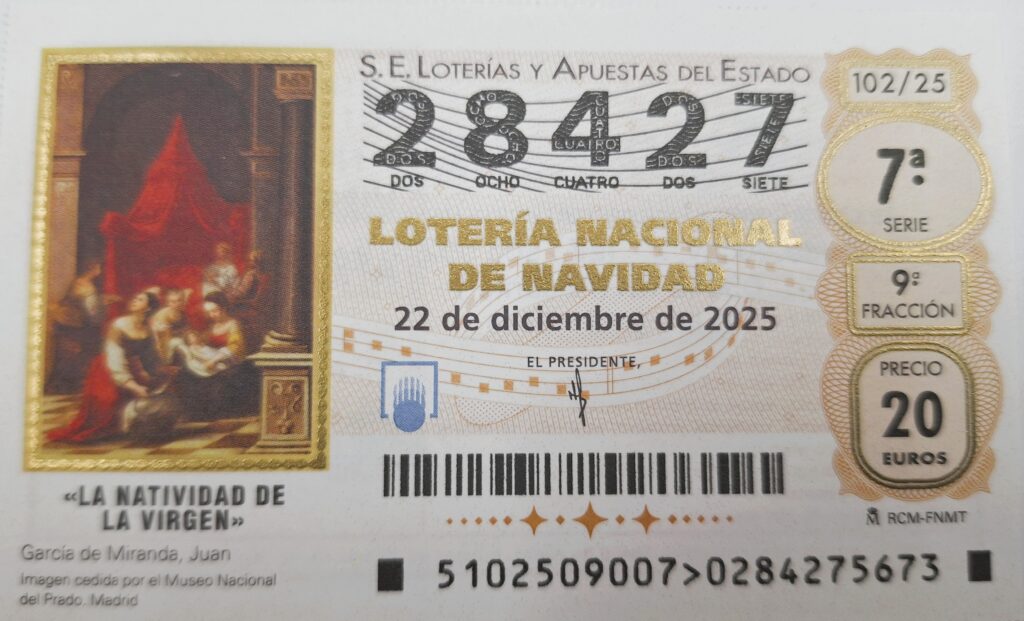 S. E. LOTERÍAS Y APUESTAS DEL ESTADO
28427
DOS OCHO CUATRO DOS SIETE
LOTERÍA NACIONAL
DE NAVIDAD
22 de diciembre de 2025
EL PRESIDENTE,
102/25
7ª
SERIE
9ª
FRACCIÓN
PRECIO
20
EUROS
RCM-FNMT
«LA NATIVIDAD DE
LA VIRGEN»
García de Miranda, Juan
Imagen cedida por el Museo Nacional
del Prado. Madrid
5102509007>0284275673